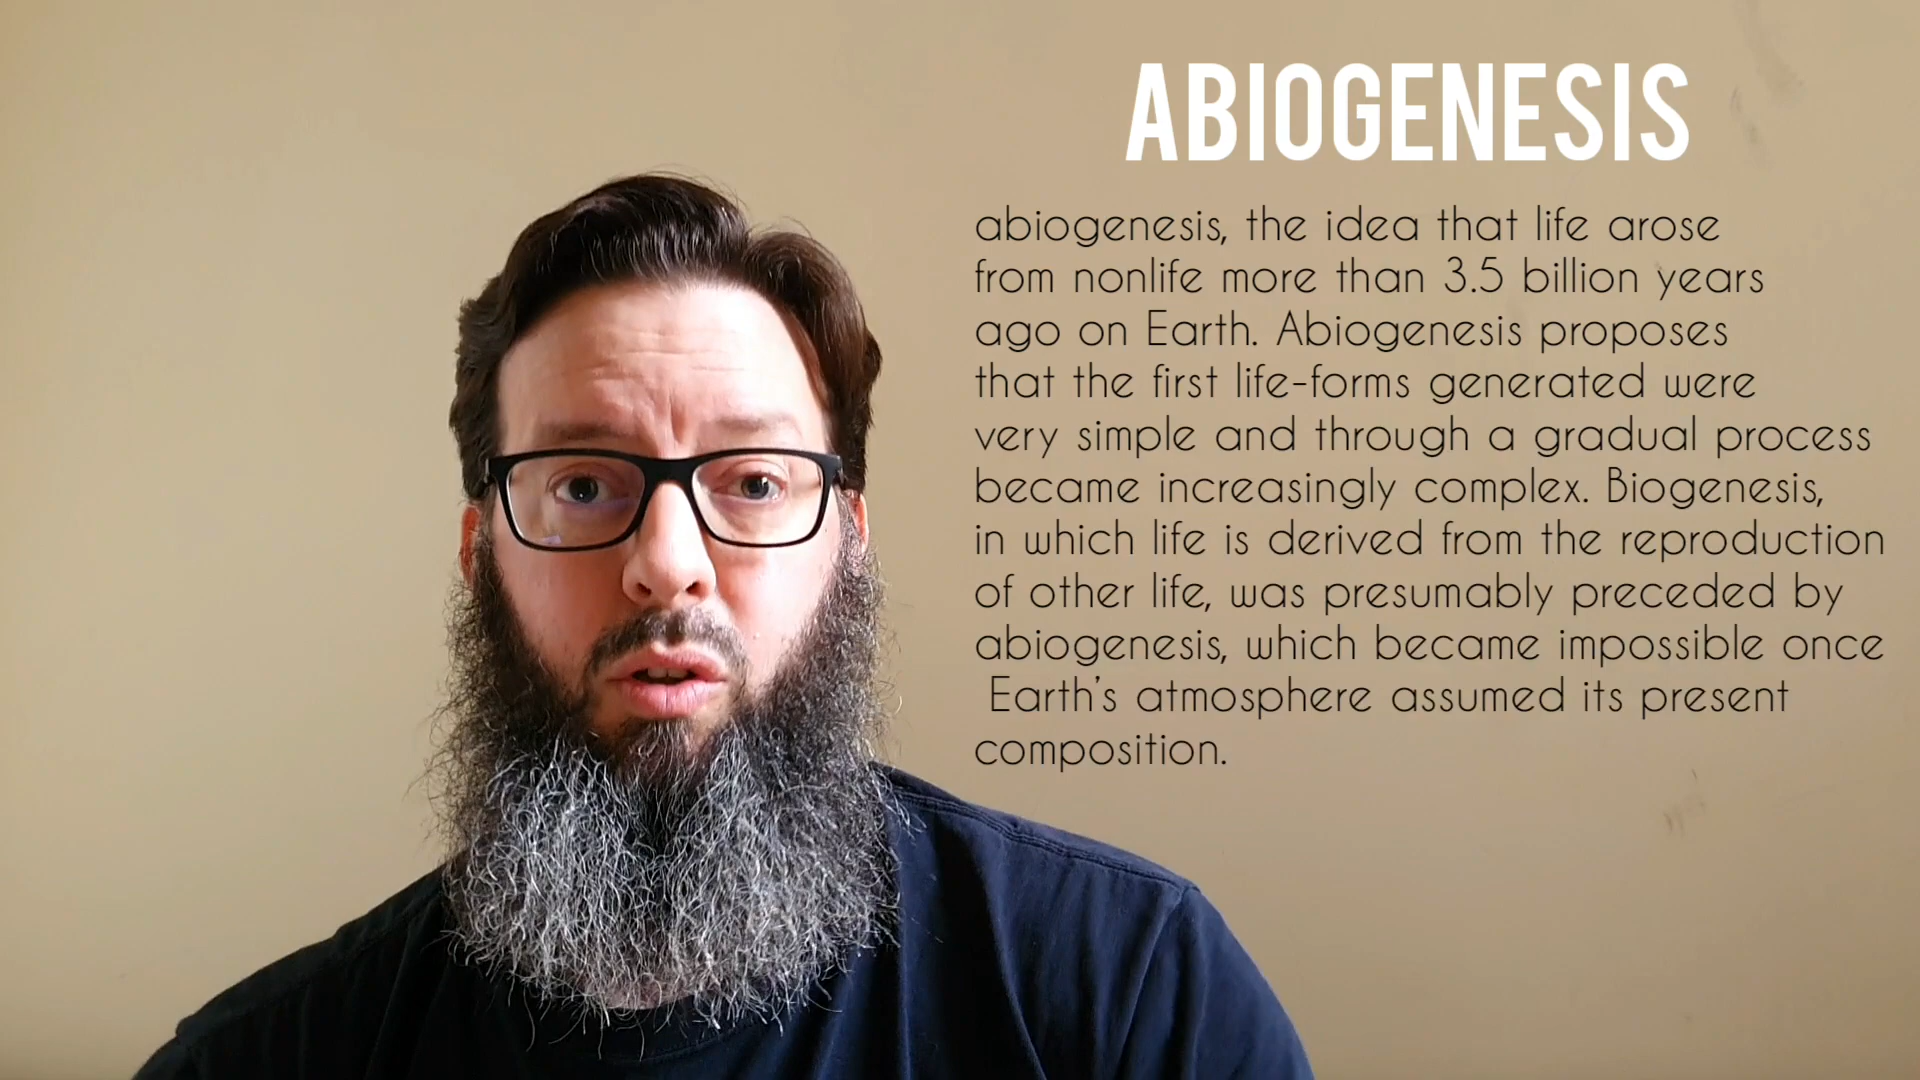 ABIOGENESIS
abiogenesis, the idea that life arose
from nonlife more than 3.5 billion years
ago on Earth. Abiogenesis proposes
that the first life-forms generated were
very simple and through a gradual process
became increasingly complex. Biogenesis,
in which life is derived from the reproduction
of other life, was presumably preceded by
abiogenesis, which became impossible once
Earth's atmosphere assumed its present
composition.